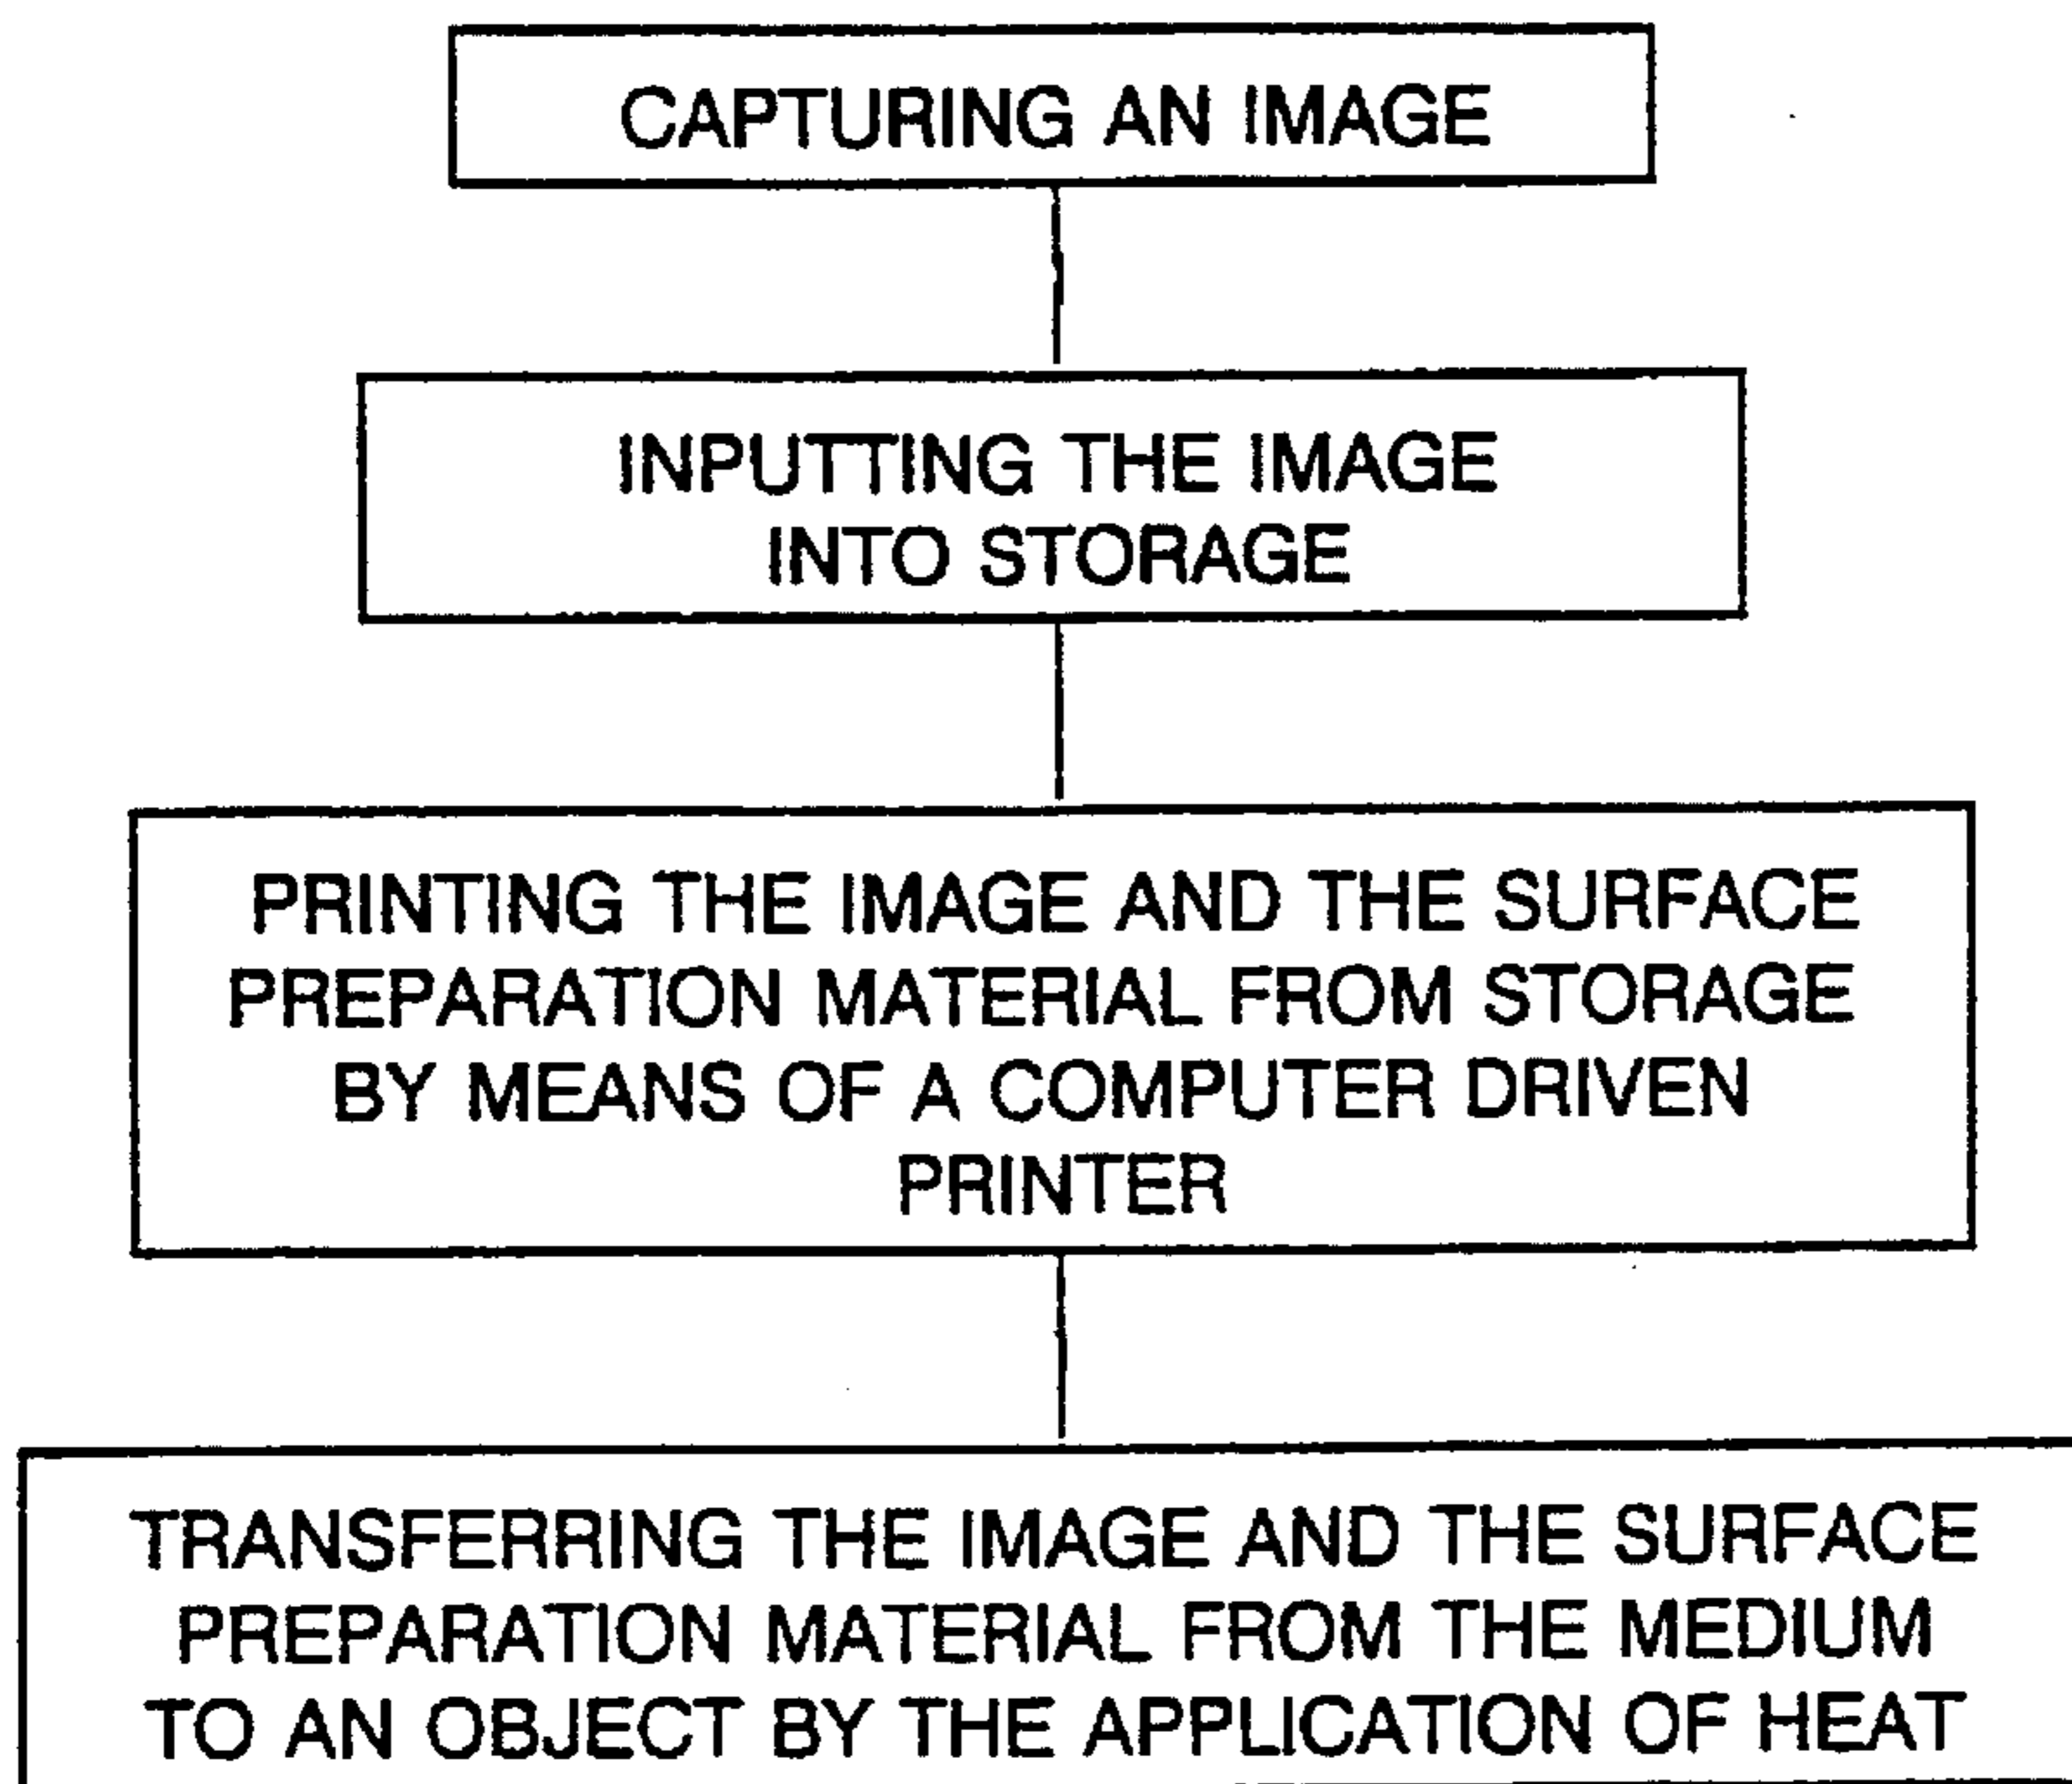 CAPTURING AN IMAGE
INPUTTING THE IMAGE
INTO STORAGE
PRINTING THE IMAGE AND THE SURFACE
PREPARATION MATERIAL FROM STORAGE
BY MEANS OF A COMPUTER DRIVEN
PRINTER
TRANSFERRING THE IMAGE AND THE SURFACE
PREPARATION MATERIAL FROM THE MEDIUM
TO AN OBJECT BY THE APPLICATION OF HEAT